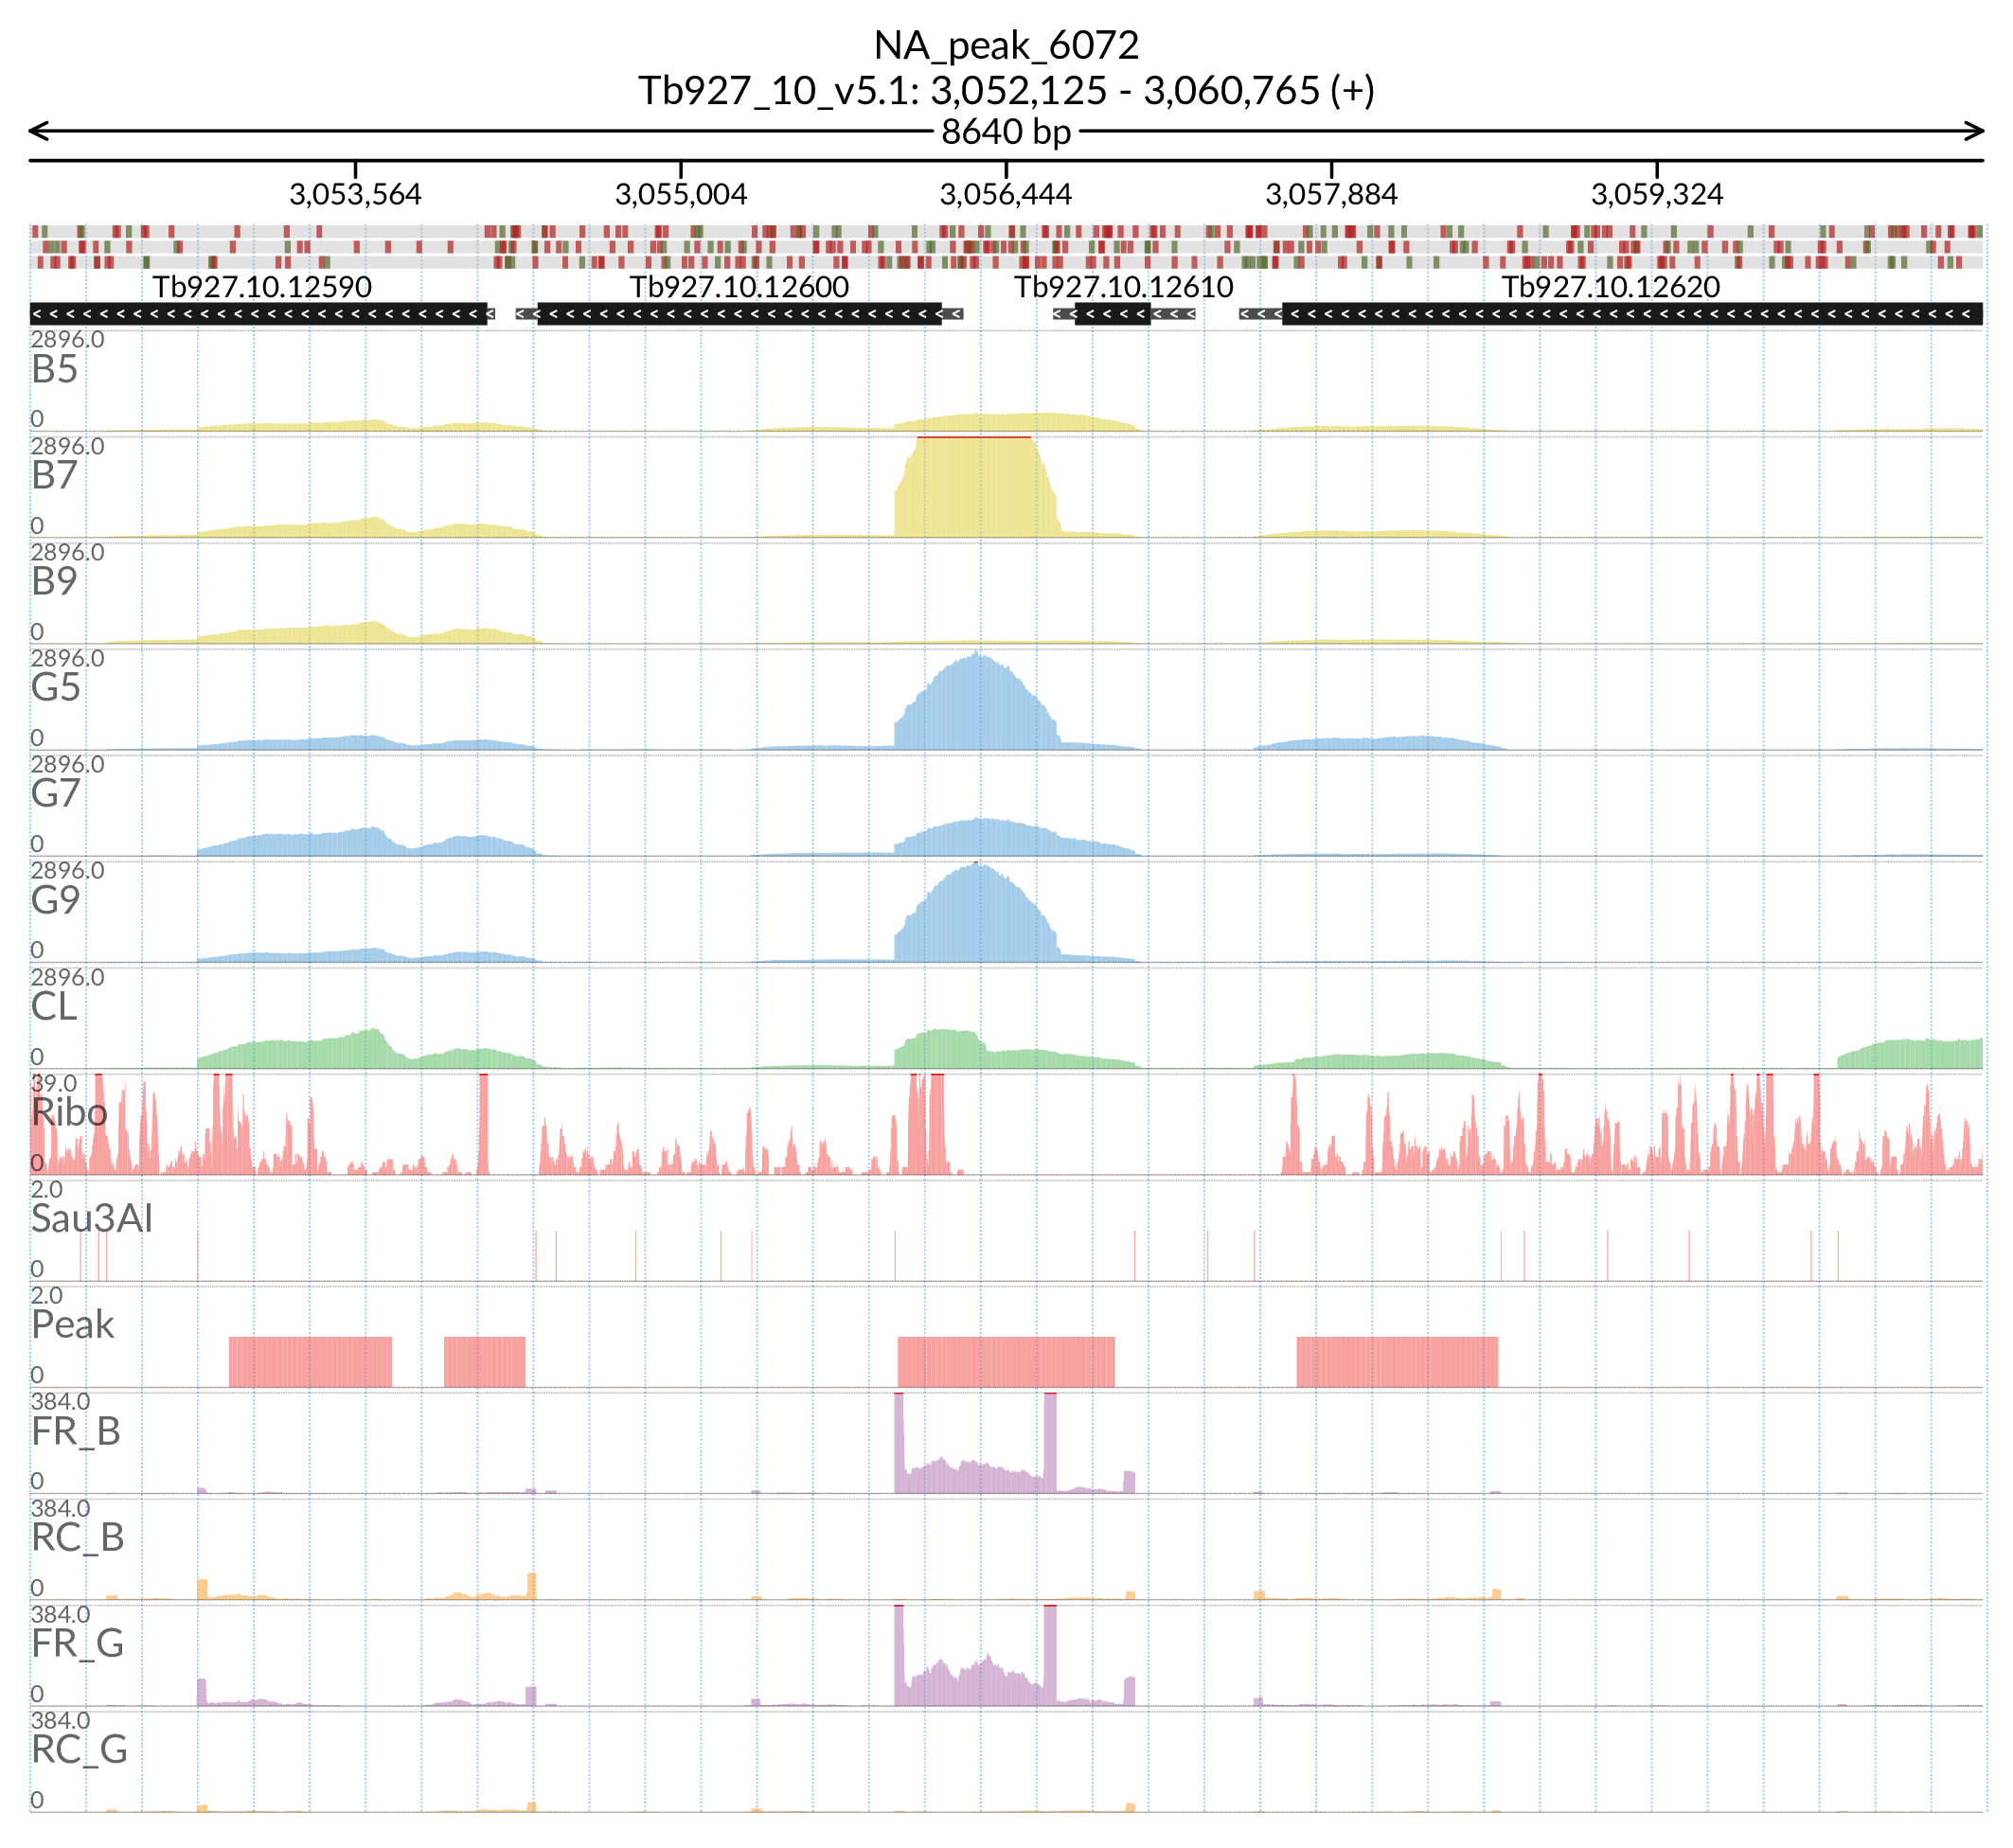 NA_peak_6072
Tb927_10_v5.1: 3,052,125 - 3,060,765 (+)
8640 bp
3,053,564 3,055,004 3,056,444 3,057,884 3,059,324
Tb927.10.12590 Tb927.10.12600 Tb927.10.12610 Tb927.10.12620
2896.0
B5
0
2896.0
B7
0
2896.0
B9
0
2896.0
G5
0
2896.0
G7
0
2896.0
G9
0
2896.0
CL
0
39.0
Ribo
0
2.0
Sau3AI
0
2.0
Peak
0
384.0
FR_B
0
384.0
RC_B
0
384.0
FR_G
0
384.0
RC_G
0